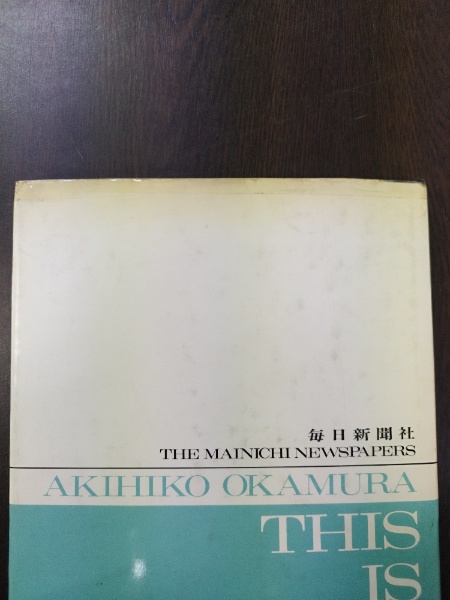 毎日新聞社
THE MAINICHI NEWSPAPERS
AKIHIKO OKAMURA
THIS
IS